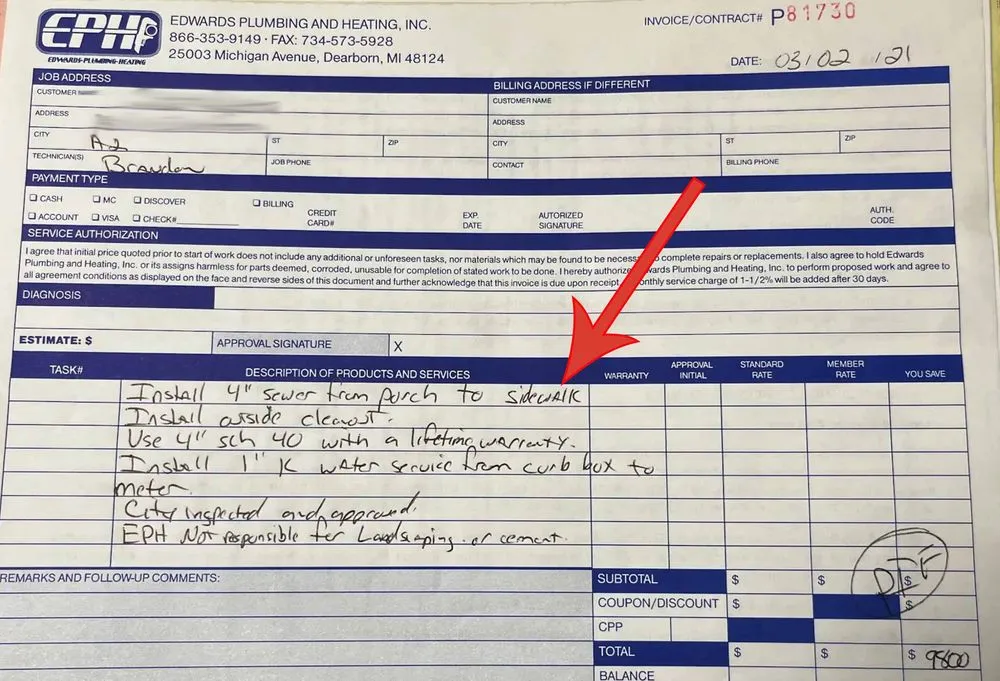 EPH
EDWARDS-PLUMBING-HEATING
EDWARDS PLUMBING AND HEATING, INC.
866-353-9149 · FAX: 734-573-5928
25003 Michigan Avenue, Dearborn, MI 48124
INVOICE/CONTRACT# P81730
DATE: 03/02/21
JOB ADDRESS
BILLING ADDRESS IF DIFFERENT
CUSTOMER
CUSTOMER NAME
ADDRESS
ADDRESS
CITY A2 ST ZIP
CITY ST ZIP
TECHNICIAN(S) Brandon JOB PHONE
CONTACT BILLING PHONE
PAYMENT TYPE
CASH MC DISCOVER BILLING
ACCOUNT VISA CHECK#
CREDIT CARD#
EXP. DATE
AUTORIZED SIGNATURE
AUTH. CODE
SERVICE AUTHORIZATION
I agree that initial price quoted prior to start of work does not include any additional or unforeseen tasks, nor materials which may be found to be complete repairs or replacements. I also agree to hold Edwards
Plumbing and Heating, Inc. or its assigns harmless for parts deemed, corroded, unusable for completion of stated work to be done. I hereby Plumbing and Heating, Inc. to perform proposed work and agree to
all agreement conditions as displayed on the face and reverse sides of this document and further acknowledge that this invoice is due upon receipt service charge of 1-1/2% will be added after 30 days.
DIAGNOSIS
ESTIMATE: $ APPROVAL SIGNATURE X
TASK# DESCRIPTION OF PRODUCTS AND SERVICES WARRANTY APPROVAL INITIAL STANDARD RATE MEMBER RATE YOU SAVE
Install 4" sewer from porch to sidewalk
Install outside cleanout.
Use 4" sch 40 with a lifetime warranty.
Install 1" K water service from curb box to
meter.
City inspected and approved.
EPH Not responsible for Landscaping or cement.
REMARKS AND FOLLOW-UP COMMENTS:
SUBTOTAL $ $ $
PIF
COUPON/DISCOUNT $ $
CPP
TOTAL $ $ $ 9800
BALANCE